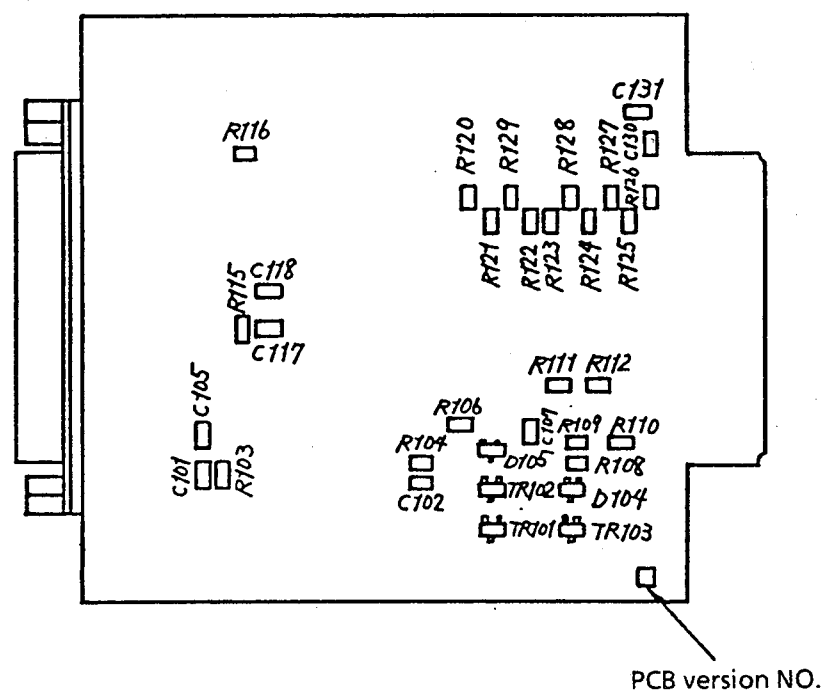 C131
R116
R120
R129
R128
R127
C130
R126
R121
R122
R123
R124
R125
R115
C118
C117
R111
R112
C105
R106
C107
R109
R110
R104
D105
R108
C101
R103
C102
TR102
D104
TR101
TR103
PCB version NO.